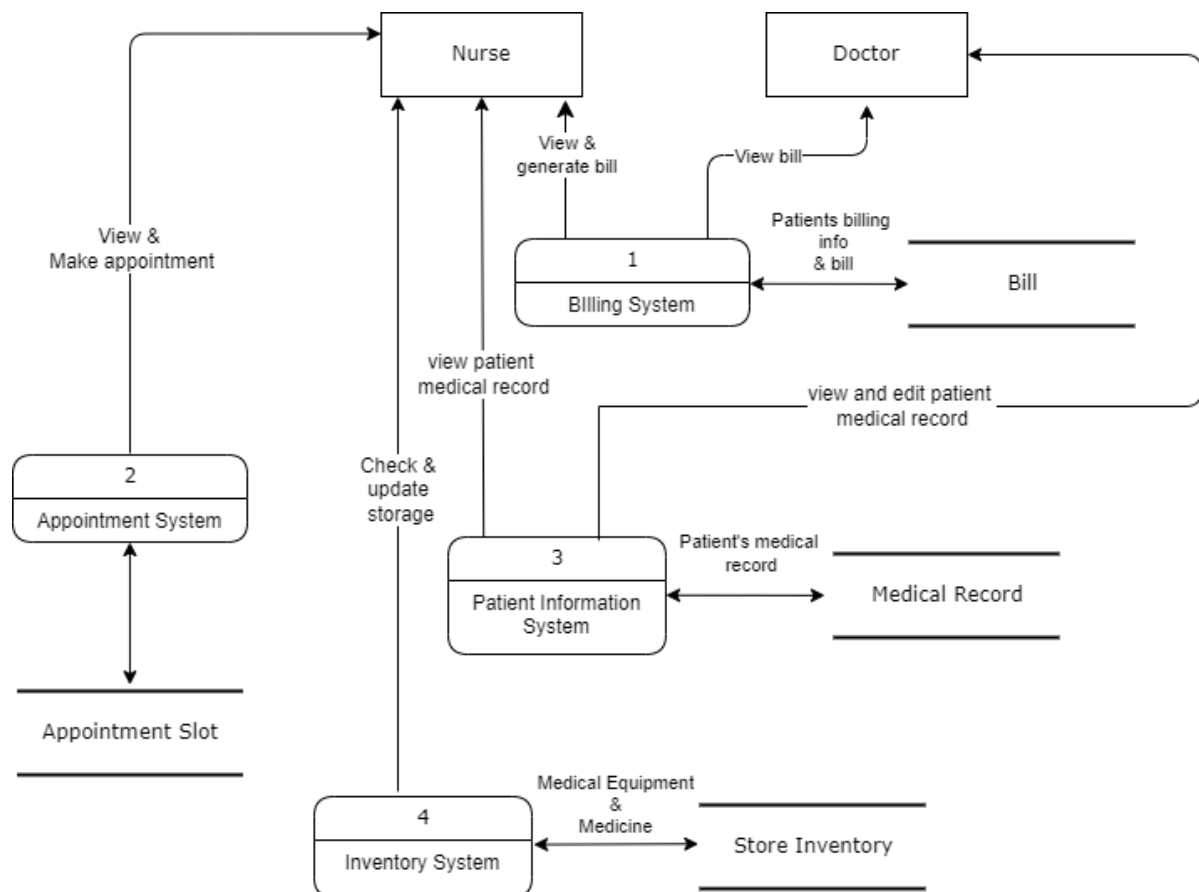 Nurse
Doctor
View &
generate bill
View bill
View &
Make appointment
Patients billing
info
& bill
1
BIlling System
Bill
view patient
medical record
view and edit patient
medical record
2
Appointment System
Check &
update
storage
3
Patient Information
System
Patient's medical
record
Medical Record
Appointment Slot
4
Inventory System
Medical Equipment
&
Medicine
Store Inventory